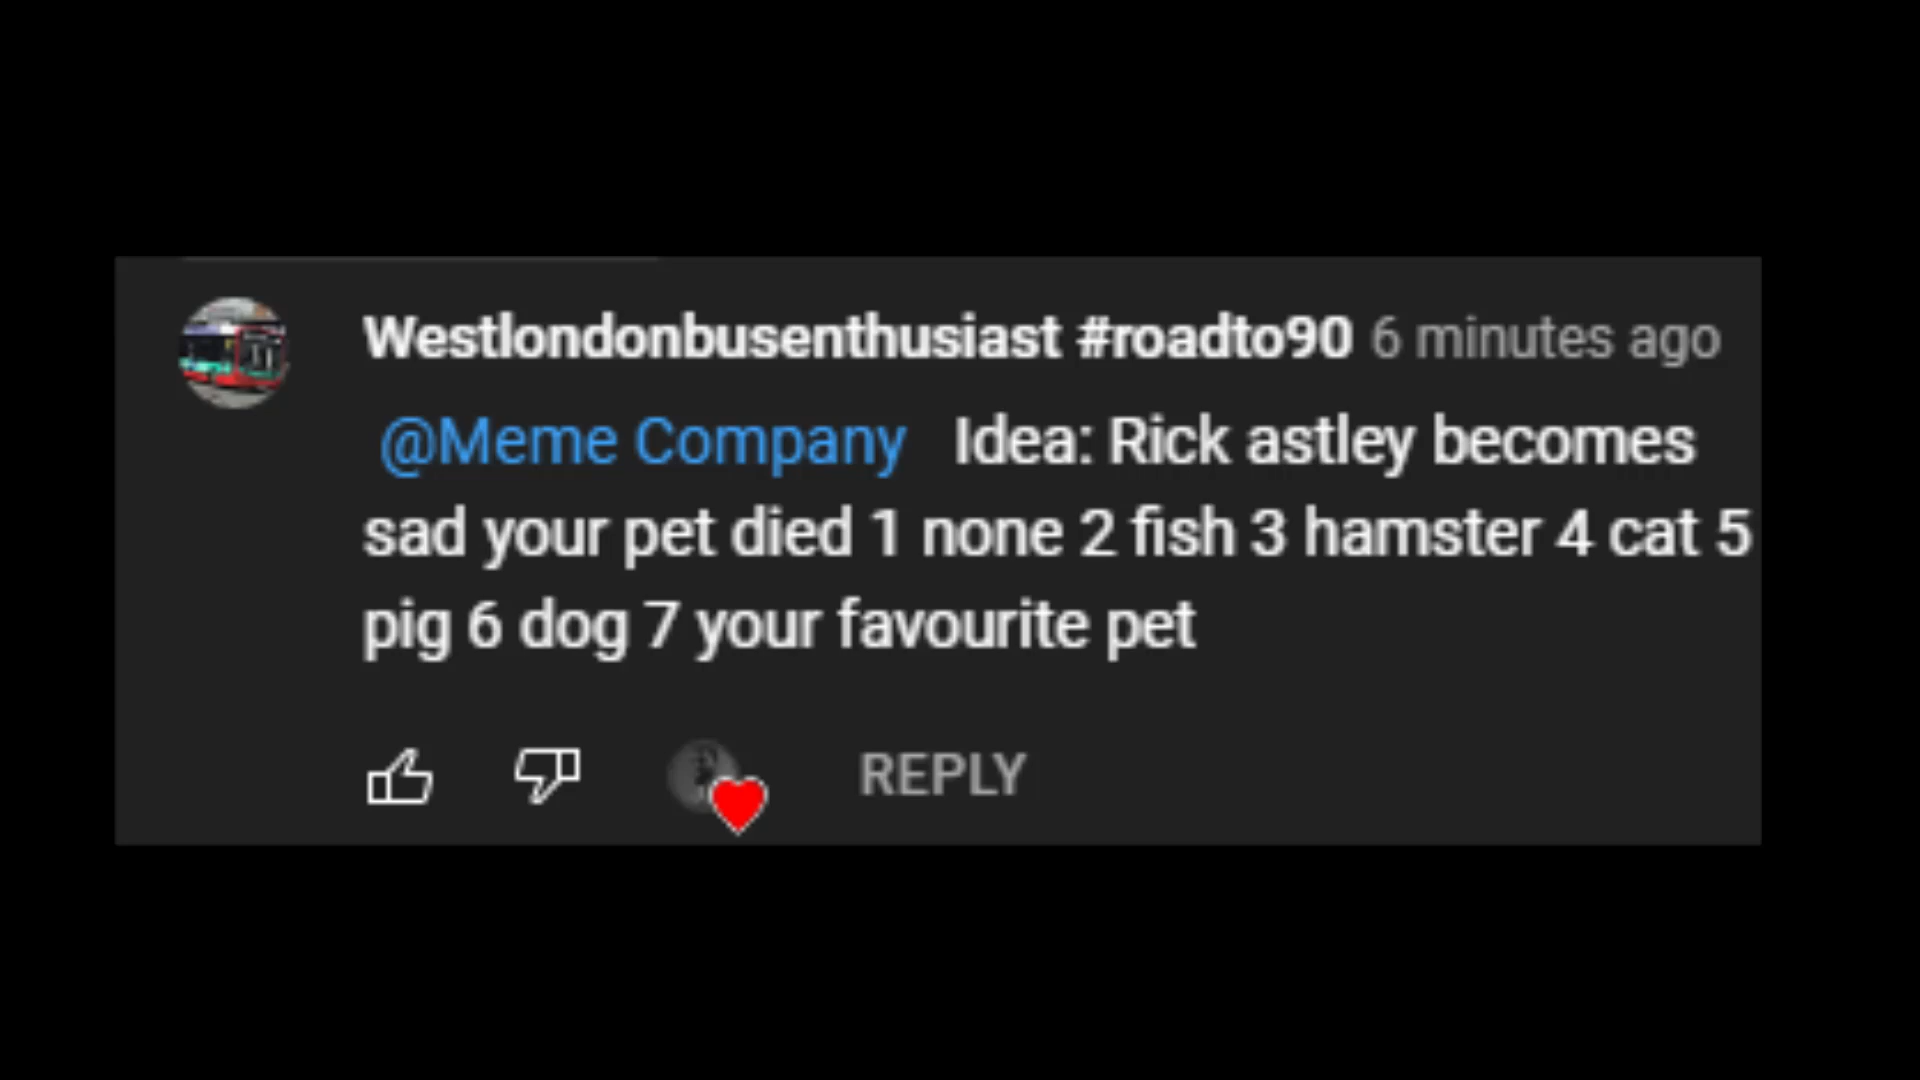 Westlondonbusenthusiast #roadto90 6 minutes ago
@Meme Company Idea: Rick astley becomes
sad your pet died 1 none 2 fish 3 hamster 4 cat 5
pig 6 dog 7 your favourite pet
REPLY